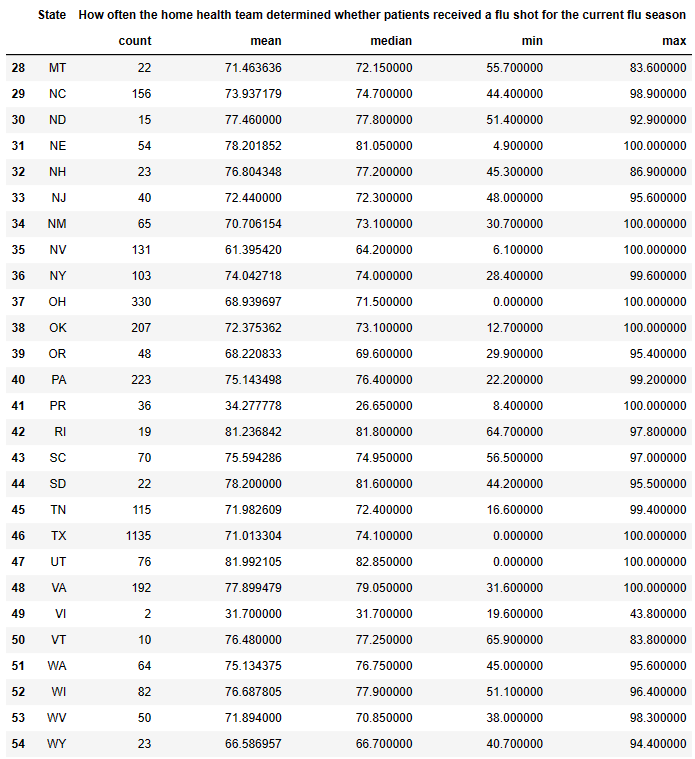 State How often the home health team determined whether patients received a flu shot for the current flu season
count mean median min max
28 MT 22 71.463636 72.150000 55.700000 83.600000
29 NC 156 73.937179 74.700000 44.400000 98.900000
30 ND 15 77.460000 77.800000 51.400000 92.900000
31 NE 54 78.201852 81.050000 4.900000 100.000000
32 NH 23 76.804348 77.200000 45.300000 86.900000
33 NJ 40 72.440000 72.300000 48.000000 95.600000
34 NM 65 70.706154 73.100000 30.700000 100.000000
35 NV 131 61.395420 64.200000 6.100000 100.000000
36 NY 103 74.042718 74.000000 28.400000 99.600000
37 OH 330 68.939697 71.500000 0.000000 100.000000
38 OK 207 72.375362 73.100000 12.700000 100.000000
39 OR 48 68.220833 69.600000 29.900000 95.400000
40 PA 223 75.143498 76.400000 22.200000 99.200000
41 PR 36 34.277778 26.650000 8.400000 100.000000
42 RI 19 81.236842 81.800000 64.700000 97.800000
43 SC 70 75.594286 74.950000 56.500000 97.000000
44 SD 22 78.200000 81.600000 44.200000 95.500000
45 TN 115 71.982609 72.400000 16.600000 99.400000
46 TX 1135 71.013304 74.100000 0.000000 100.000000
47 UT 76 81.992105 82.850000 0.000000 100.000000
48 VA 192 77.899479 79.050000 31.600000 100.000000
49 VI 2 31.700000 31.700000 19.600000 43.800000
50 VT 10 76.480000 77.250000 65.900000 83.800000
51 WA 64 75.134375 76.750000 45.000000 95.600000
52 WI 82 76.687805 77.900000 51.100000 96.400000
53 WV 50 71.894000 70.850000 38.000000 98.300000
54 WY 23 66.586957 66.700000 40.700000 94.400000